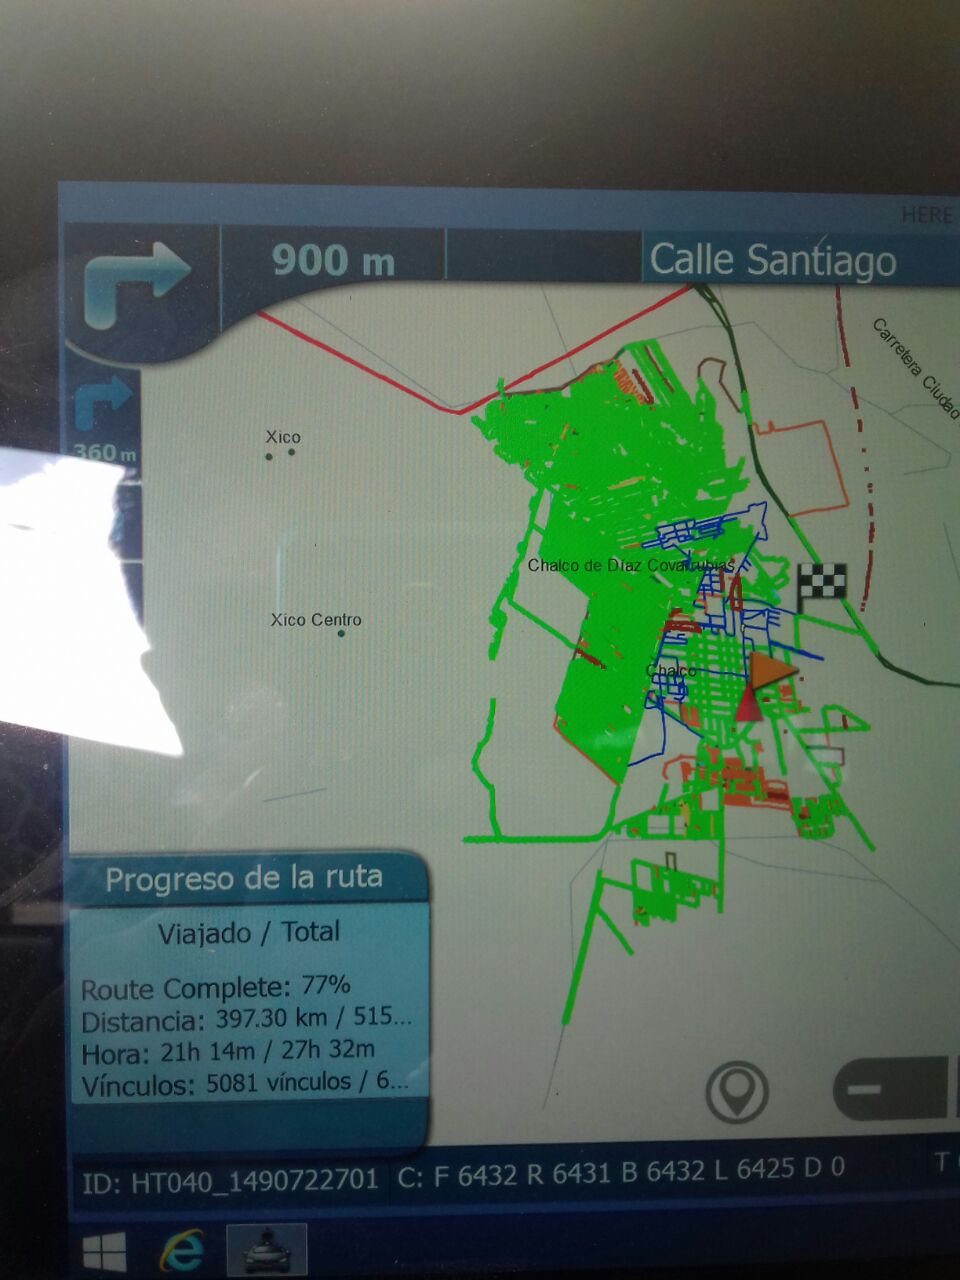 HERE
900 m
Calle Santiago
360 m
Carretera Ciudad
Xico
Chalco de Díaz Covarrubias
Xico Centro
Chalco
Progreso de la ruta
Viajado / Total
Route Complete: 77%
Distancia: 397.30 km / 515...
Hora: 21h 14m / 27h 32m
Vínculos: 5081 vínculos / 6...
ID: HT040_1490722701 C: F 6432 R 6431 B 6432 L 6425 D 0 T